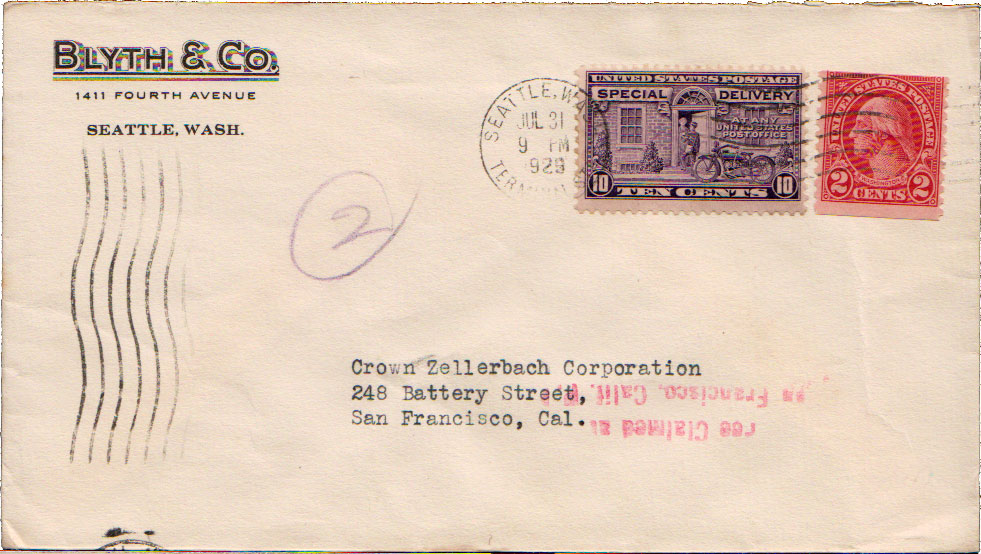 BLYTH & CO.
1411 FOURTH AVENUE
SEATTLE, WASH.
SEATTLE, WA
JUL 31
9 PM
1929
UNITED STATES POSTAGE
SPECIAL DELIVERY
AT ANY
UNITED STATES
POST OFFICE
10 TEN CENTS 10
UNITED STATES POSTAGE
2 CENTS 2
2
Crown Zellerbach Corporation
248 Battery Street,
San Francisco, Cal.
Francisco, Calif.
Fee Claimed at